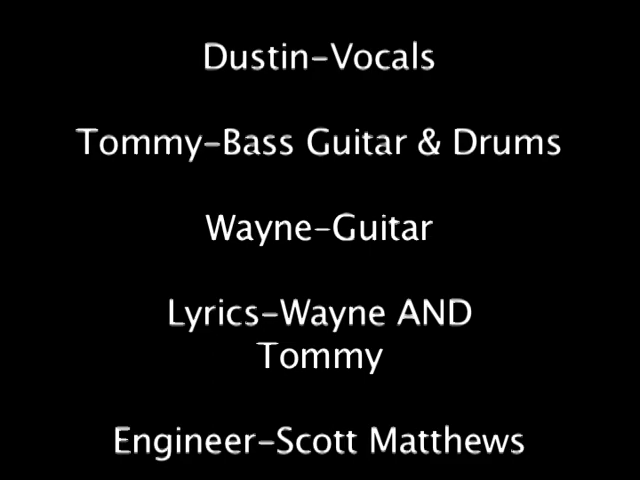 Dustin-Vocals
Tommy-Bass Guitar & Drums
Wayne-Guitar
Lyrics-Wayne AND
Tommy
Engineer-Scott Matthews